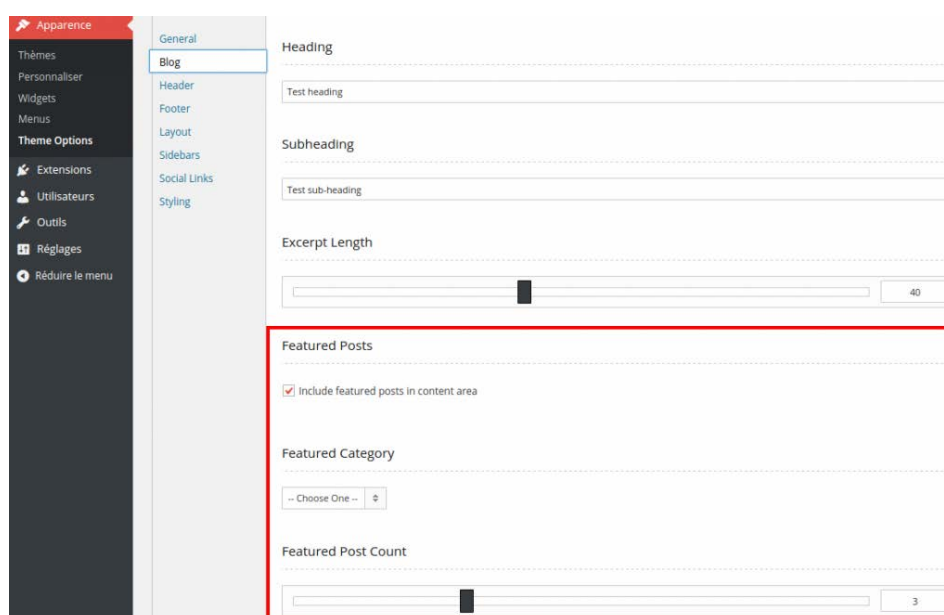 Apparence
Thèmes
Personnaliser
Widgets
Menus
Theme Options
Extensions
Utilisateurs
Outils
Réglages
Réduire le menu
General
Blog
Header
Footer
Layout
Sidebars
Social Links
Styling
Heading
Test heading
Subheading
Test sub-heading
Excerpt Length
40
Featured Posts
Include featured posts in content area
Featured Category
-- Choose One --
Featured Post Count
3